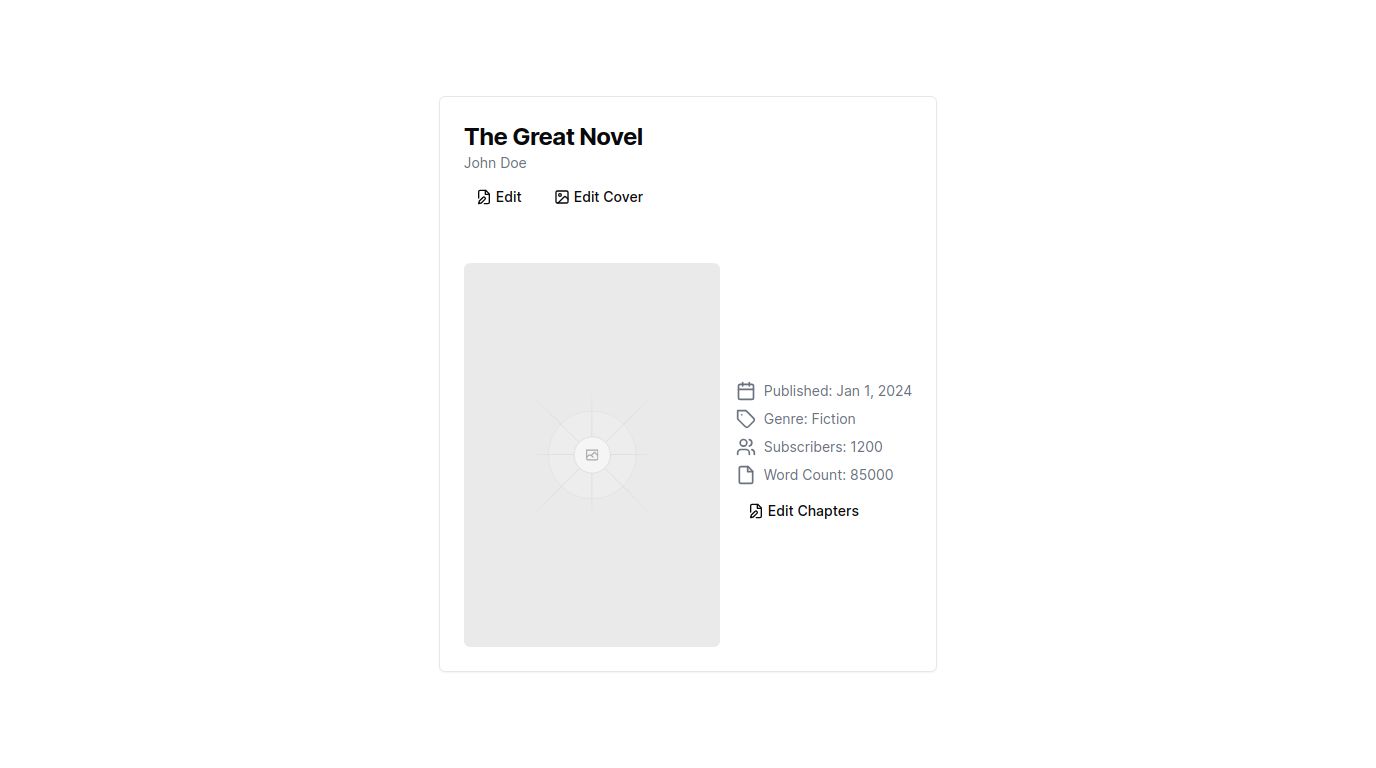 The Great Novel
John Doe
Edit
Edit Cover
Published: Jan 1, 2024
Genre: Fiction
Subscribers: 1200
Word Count: 85000
Edit Chapters